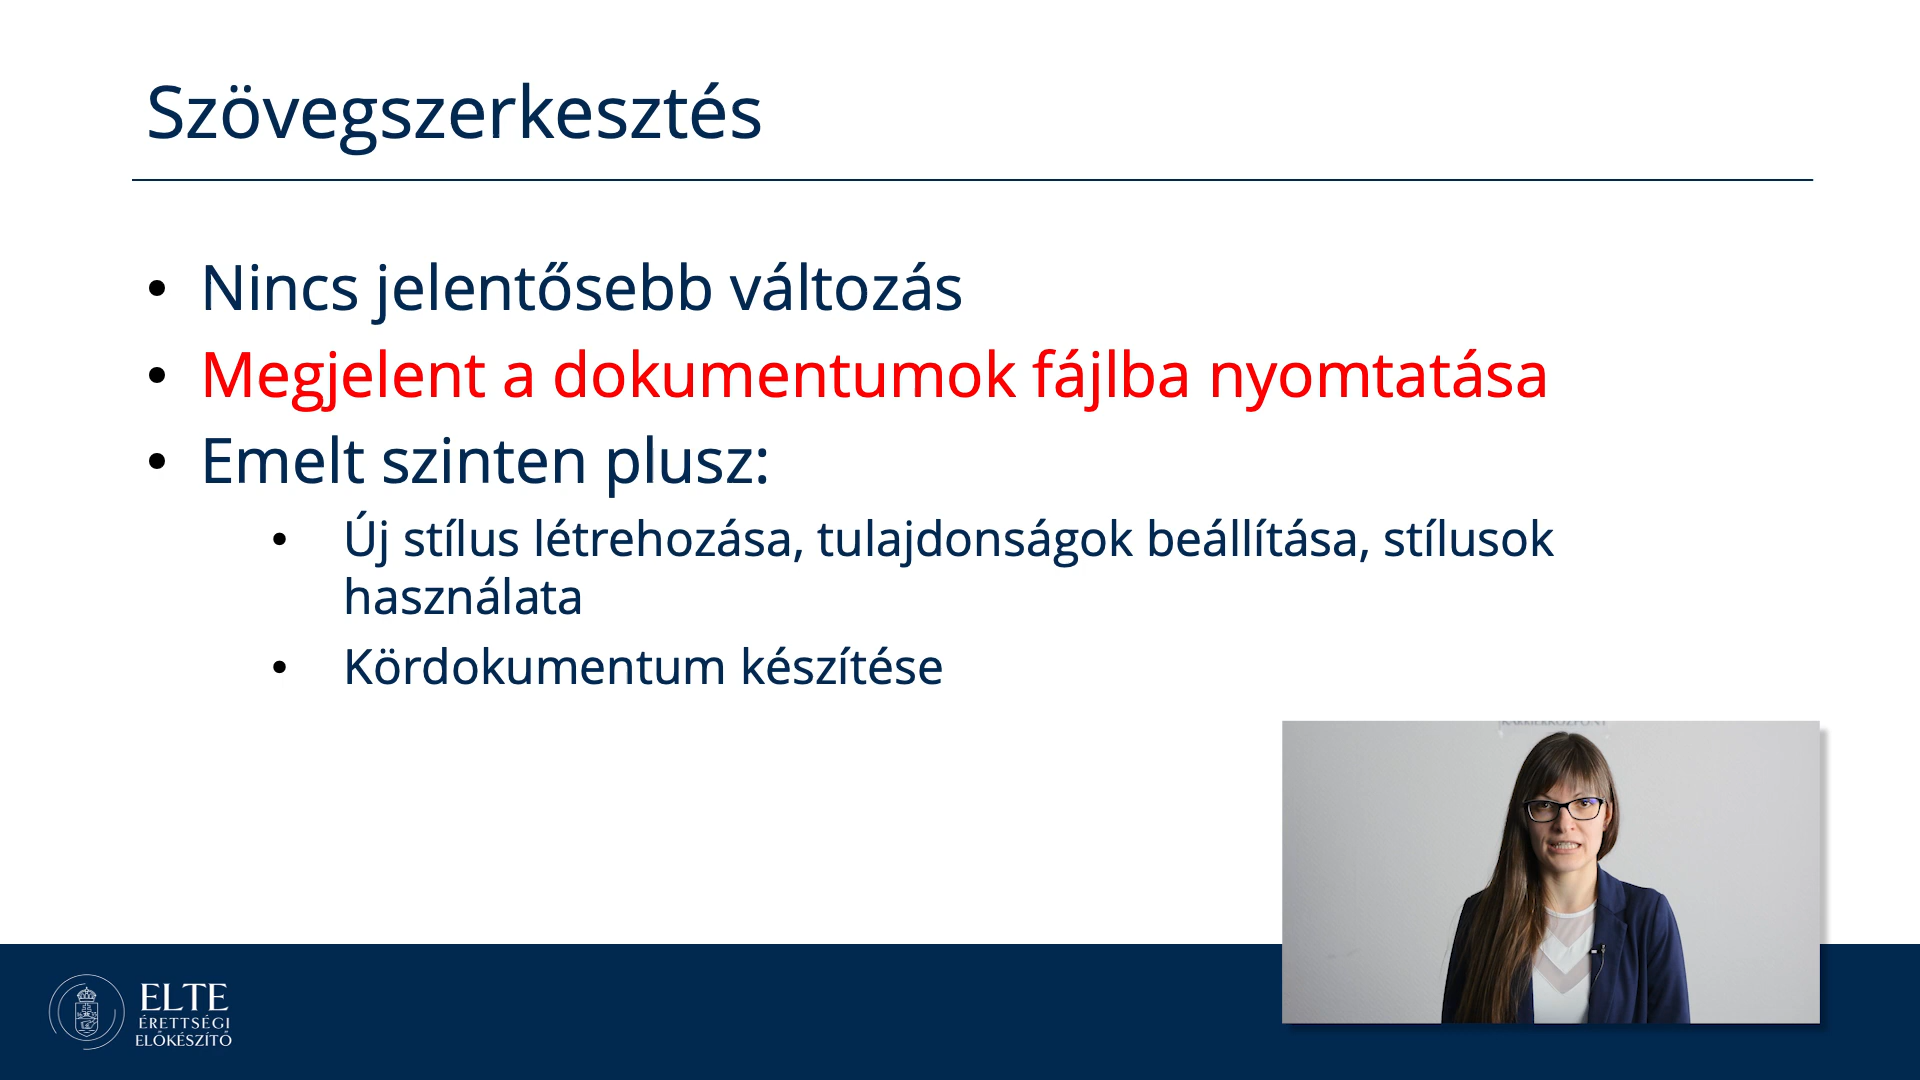 Szövegszerkesztés
• Nincs jelentősebb változás
• Megjelent a dokumentumok fájlba nyomtatása
• Emelt szinten plusz:
• Új stílus létrehozása, tulajdonságok beállítása, stílusok
használata
• Kördokumentum készítése
ELTE
ÉRETTSÉGI
ELŐKÉSZÍTŐ